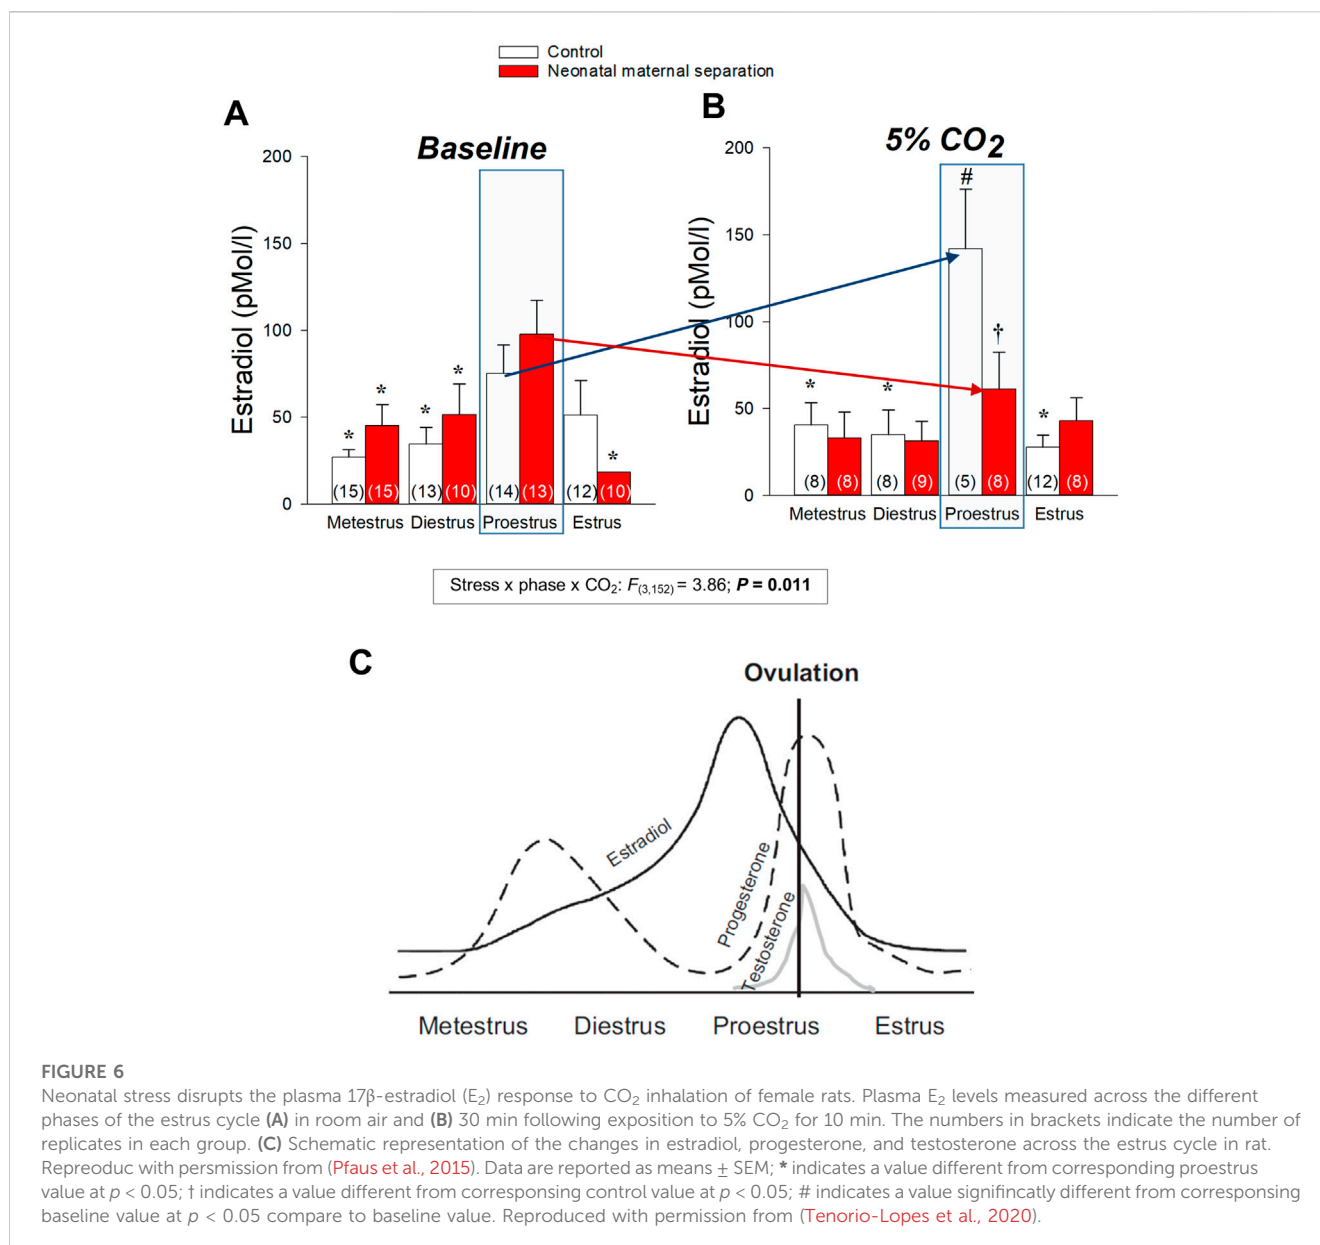 Control
Neonatal maternal separation
A
Baseline
200
150
100
50
0
Estradiol (pMol/l)
* * * * *
(15) (15) (13) (10) (14) (13) (12) (10)
Metestrus Diestrus Proestrus Estrus
B
5% CO2
200
150
100
50
0
Estradiol (pMol/l)
#
†
* * *
(8) (8) (8) (9) (5) (8) (12) (8)
Metestrus Diestrus Proestrus Estrus
Stress x phase x CO₂: F(3,152) = 3.86; P = 0.011
C
Ovulation
Estradiol
Progesterone
Testosterone
Metestrus Diestrus Proestrus Estrus
FIGURE 6
Neonatal stress disrupts the plasma 17β-estradiol (E₂) response to CO₂ inhalation of female rats. Plasma E₂ levels measured across the different
phases of the estrus cycle (A) in room air and (B) 30 min following exposition to 5% CO₂ for 10 min. The numbers in brackets indicate the number of
replicates in each group. (C) Schematic representation of the changes in estradiol, progesterone, and testosterone across the estrus cycle in rat.
Repreoduc with persmission from (Pfaus et al., 2015). Data are reported as means ± SEM; * indicates a value different from corresponding proestrus
value at p < 0.05; † indicates a value different from corresponsing control value at p < 0.05; # indicates a value signifincatly different from corresponsing
baseline value at p < 0.05 compare to baseline value. Reproduced with permission from (Tenorio-Lopes et al., 2020).